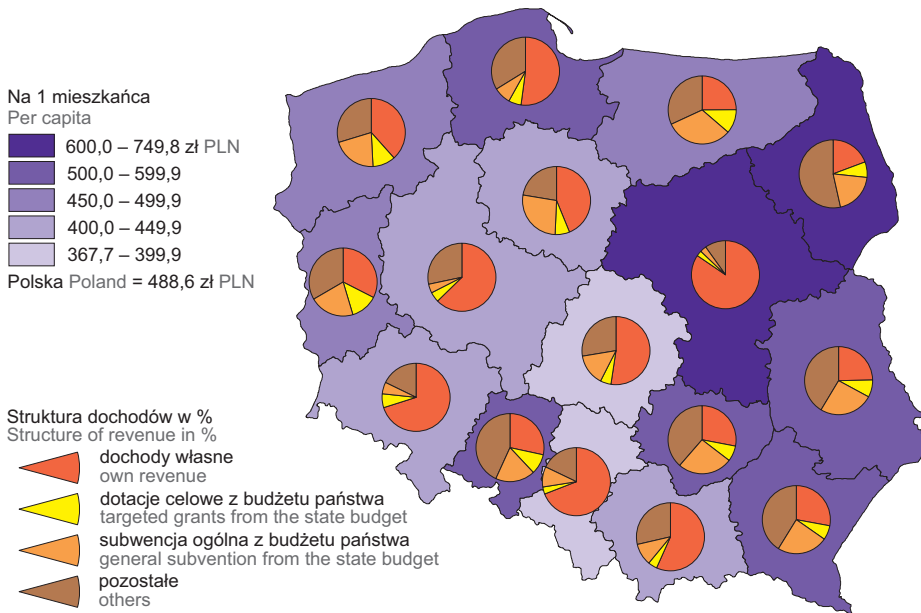 Na 1 mieszkańca
Per capita
600,0 – 749,8 zł PLN
500,0 – 599,9
450,0 – 499,9
400,0 – 449,9
367,7 – 399,9
Polska Poland = 488,6 zł PLN
Struktura dochodów w %
Structure of revenue in %
dochody własne
own revenue
dotacje celowe z budżetu państwa
targeted grants from the state budget
subwencja ogólna z budżetu państwa
general subvention from the state budget
pozostałe
others